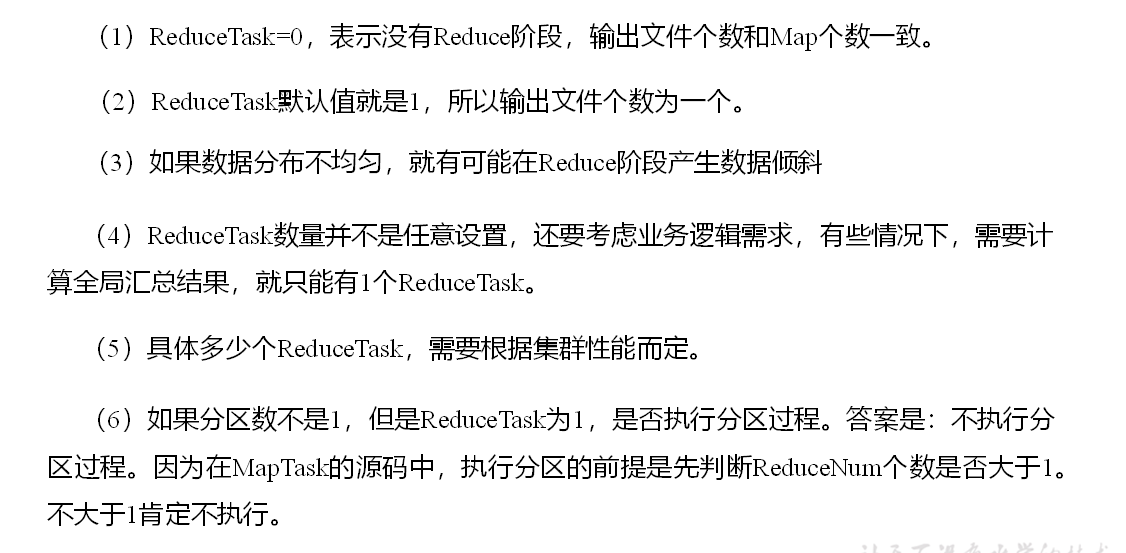 （1）ReduceTask=0，表示没有Reduce阶段，输出文件个数和Map个数一致。
（2）ReduceTask默认值就是1，所以输出文件个数为一个。
（3）如果数据分布不均匀，就有可能在Reduce阶段产生数据倾斜
（4）ReduceTask数量并不是任意设置，还要考虑业务逻辑需求，有些情况下，需要计
算全局汇总结果，就只能有1个ReduceTask。
（5）具体多少个ReduceTask，需要根据集群性能而定。
（6）如果分区数不是1，但是ReduceTask为1，是否执行分区过程。答案是：不执行分
区过程。因为在MapTask的源码中，执行分区的前提是先判断ReduceNum个数是否大于1。
不大于1肯定不执行。